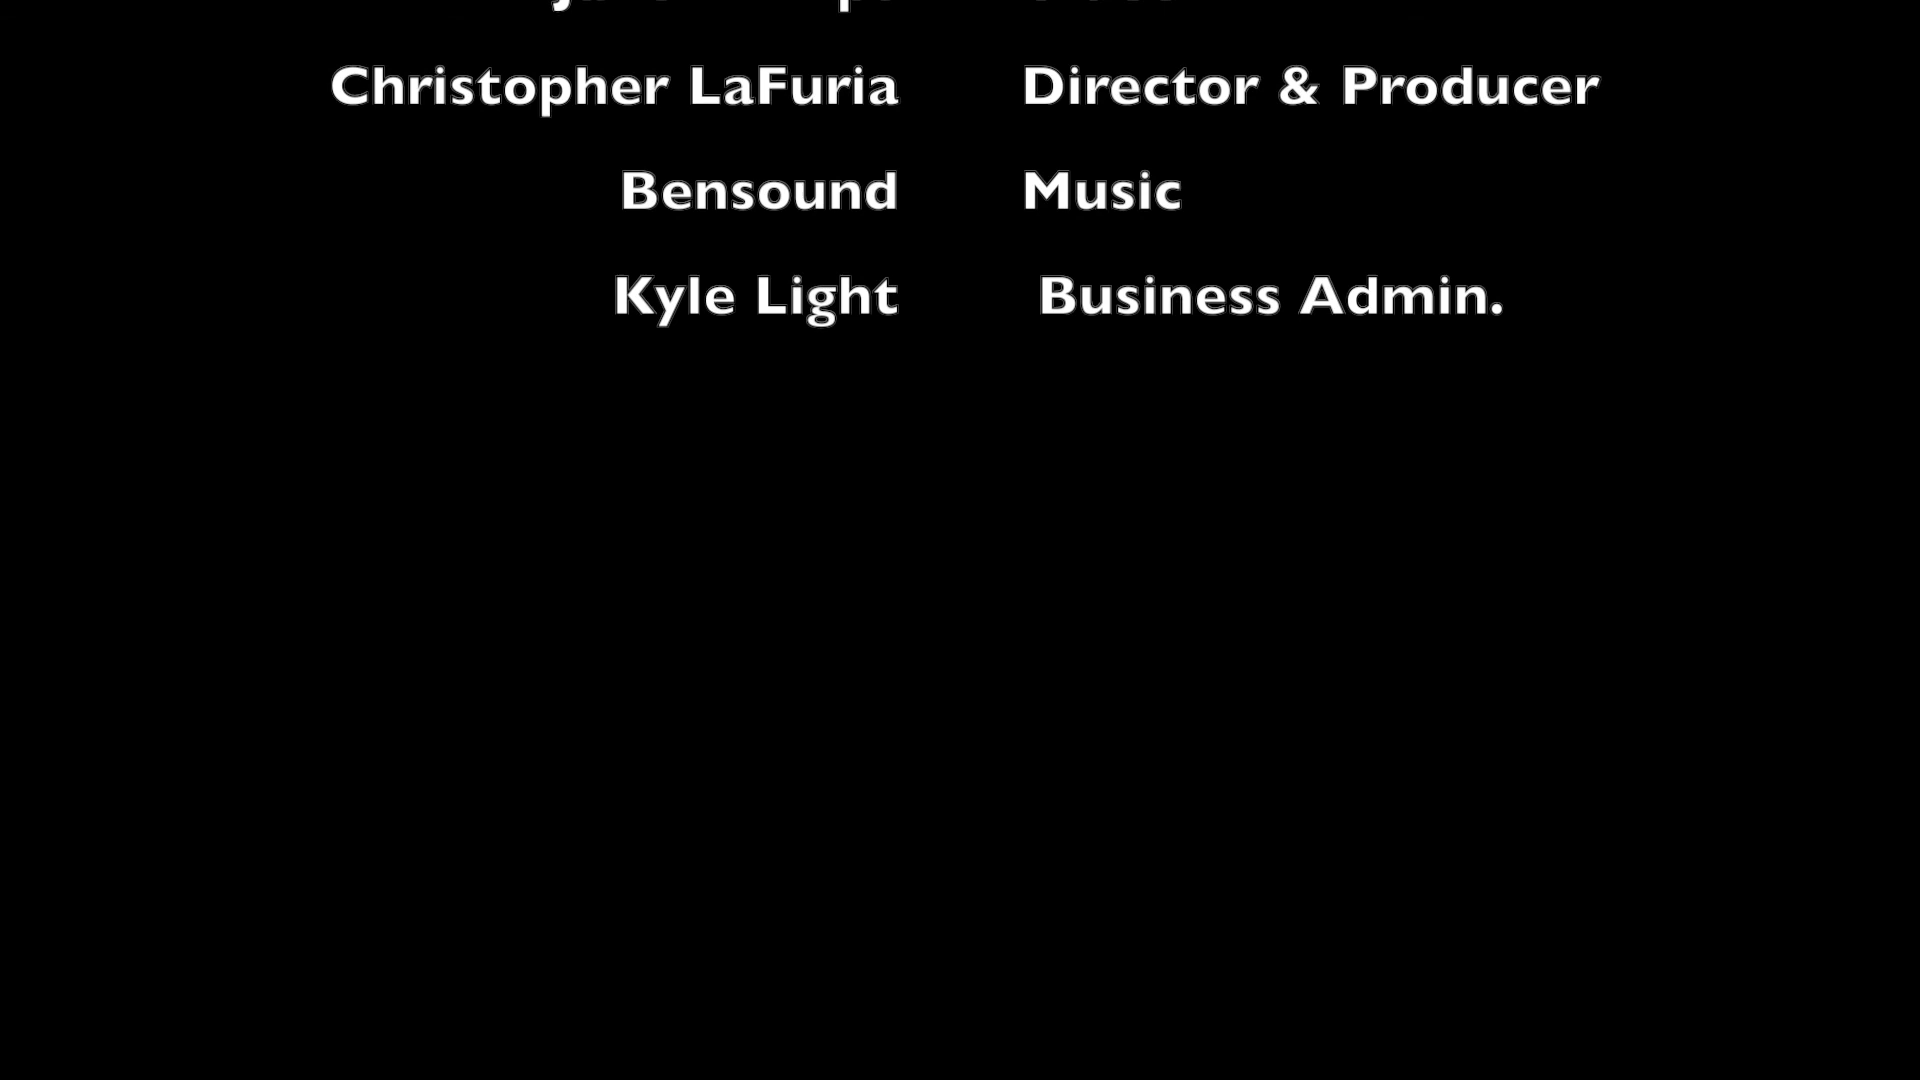 Christopher LaFuria Director & Producer
Bensound Music
Kyle Light Business Admin.